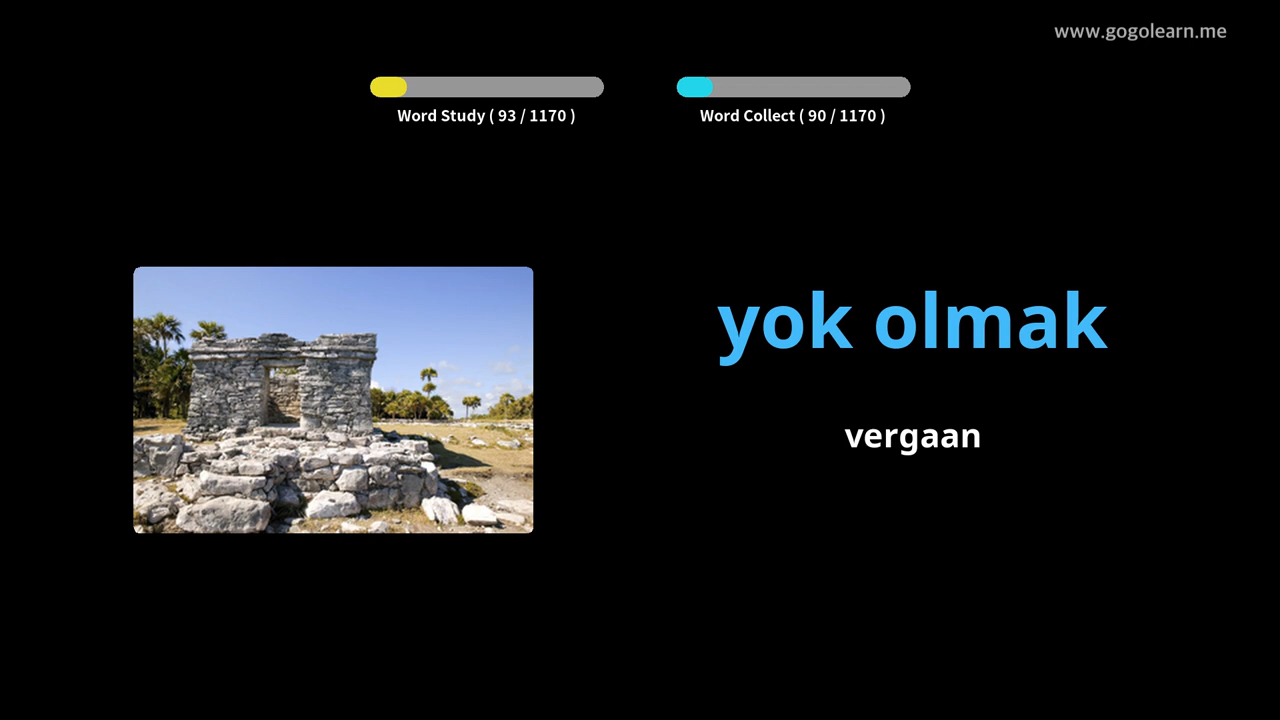 www.gogolearn.me
Word Study ( 93 / 1170 )
Word Collect ( 90 / 1170 )
yok olmak
vergaan